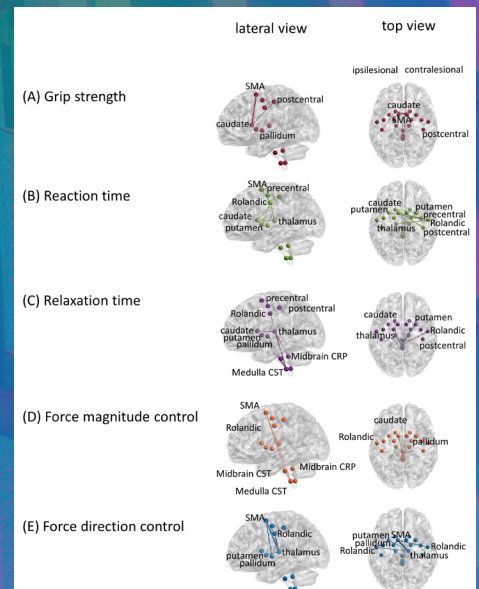 lateral view
top view
ipsilesional contralesional
(A) Grip strength
SMA
postcentral
caudate
pallidum
caudate
SMA
postcentral
(B) Reaction time
SMA
precentral
Rolandic
caudate
thalamus
putamen
caudate
putamen
putamen
precentral
Rolandic
thalamus
postcentral
(C) Relaxation time
precentral
postcentral
Rolandic
caudate
thalamus
putamen
pallidum
Midbrain CRP
Medulla CST
caudate
putamen
thalamus
Rolandic
postcentral
(D) Force magnitude control
SMA
Rolandic
Midbrain CST
Midbrain CRP
Medulla CST
caudate
Rolandic
pallidum
(E) Force direction control
SMA
Rolandic
putamen
thalamus
pallidum
putamen
SMA
pallidum
Rolandic
Rolandic
thalamus